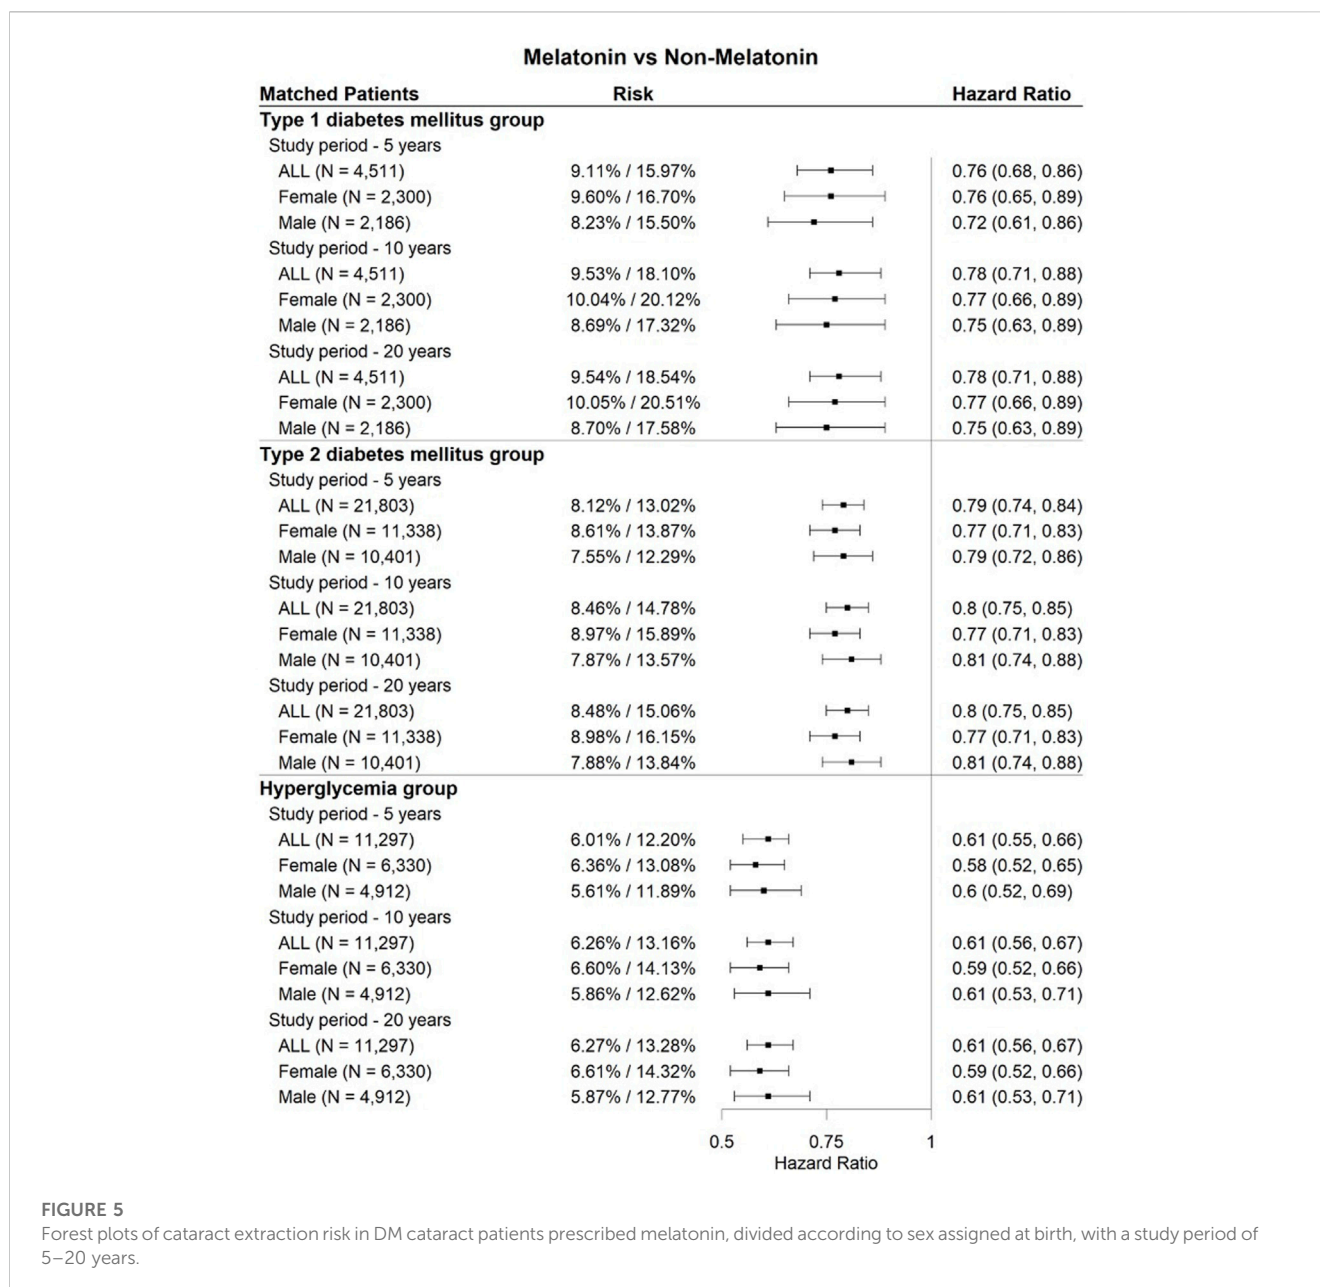 Melatonin vs Non-Melatonin
Matched Patients Risk Hazard Ratio
Type 1 diabetes mellitus group
Study period - 5 years
ALL (N = 4,511) 9.11% / 15.97% 0.76 (0.68, 0.86)
Female (N = 2,300) 9.60% / 16.70% 0.76 (0.65, 0.89)
Male (N = 2,186) 8.23% / 15.50% 0.72 (0.61, 0.86)
Study period - 10 years
ALL (N = 4,511) 9.53% / 18.10% 0.78 (0.71, 0.88)
Female (N = 2,300) 10.04% / 20.12% 0.77 (0.66, 0.89)
Male (N = 2,186) 8.69% / 17.32% 0.75 (0.63, 0.89)
Study period - 20 years
ALL (N = 4,511) 9.54% / 18.54% 0.78 (0.71, 0.88)
Female (N = 2,300) 10.05% / 20.51% 0.77 (0.66, 0.89)
Male (N = 2,186) 8.70% / 17.58% 0.75 (0.63, 0.89)
Type 2 diabetes mellitus group
Study period - 5 years
ALL (N = 21,803) 8.12% / 13.02% 0.79 (0.74, 0.84)
Female (N = 11,338) 8.61% / 13.87% 0.77 (0.71, 0.83)
Male (N = 10,401) 7.55% / 12.29% 0.79 (0.72, 0.86)
Study period - 10 years
ALL (N = 21,803) 8.46% / 14.78% 0.8 (0.75, 0.85)
Female (N = 11,338) 8.97% / 15.89% 0.77 (0.71, 0.83)
Male (N = 10,401) 7.87% / 13.57% 0.81 (0.74, 0.88)
Study period - 20 years
ALL (N = 21,803) 8.48% / 15.06% 0.8 (0.75, 0.85)
Female (N = 11,338) 8.98% / 16.15% 0.77 (0.71, 0.83)
Male (N = 10,401) 7.88% / 13.84% 0.81 (0.74, 0.88)
Hyperglycemia group
Study period - 5 years
ALL (N = 11,297) 6.01% / 12.20% 0.61 (0.55, 0.66)
Female (N = 6,330) 6.36% / 13.08% 0.58 (0.52, 0.65)
Male (N = 4,912) 5.61% / 11.89% 0.6 (0.52, 0.69)
Study period - 10 years
ALL (N = 11,297) 6.26% / 13.16% 0.61 (0.56, 0.67)
Female (N = 6,330) 6.60% / 14.13% 0.59 (0.52, 0.66)
Male (N = 4,912) 5.86% / 12.62% 0.61 (0.53, 0.71)
Study period - 20 years
ALL (N = 11,297) 6.27% / 13.28% 0.61 (0.56, 0.67)
Female (N = 6,330) 6.61% / 14.32% 0.59 (0.52, 0.66)
Male (N = 4,912) 5.87% / 12.77% 0.61 (0.53, 0.71)
0.5 0.75 1
Hazard Ratio
FIGURE 5
Forest plots of cataract extraction risk in DM cataract patients prescribed melatonin, divided according to sex assigned at birth, with a study period of
5–20 years.